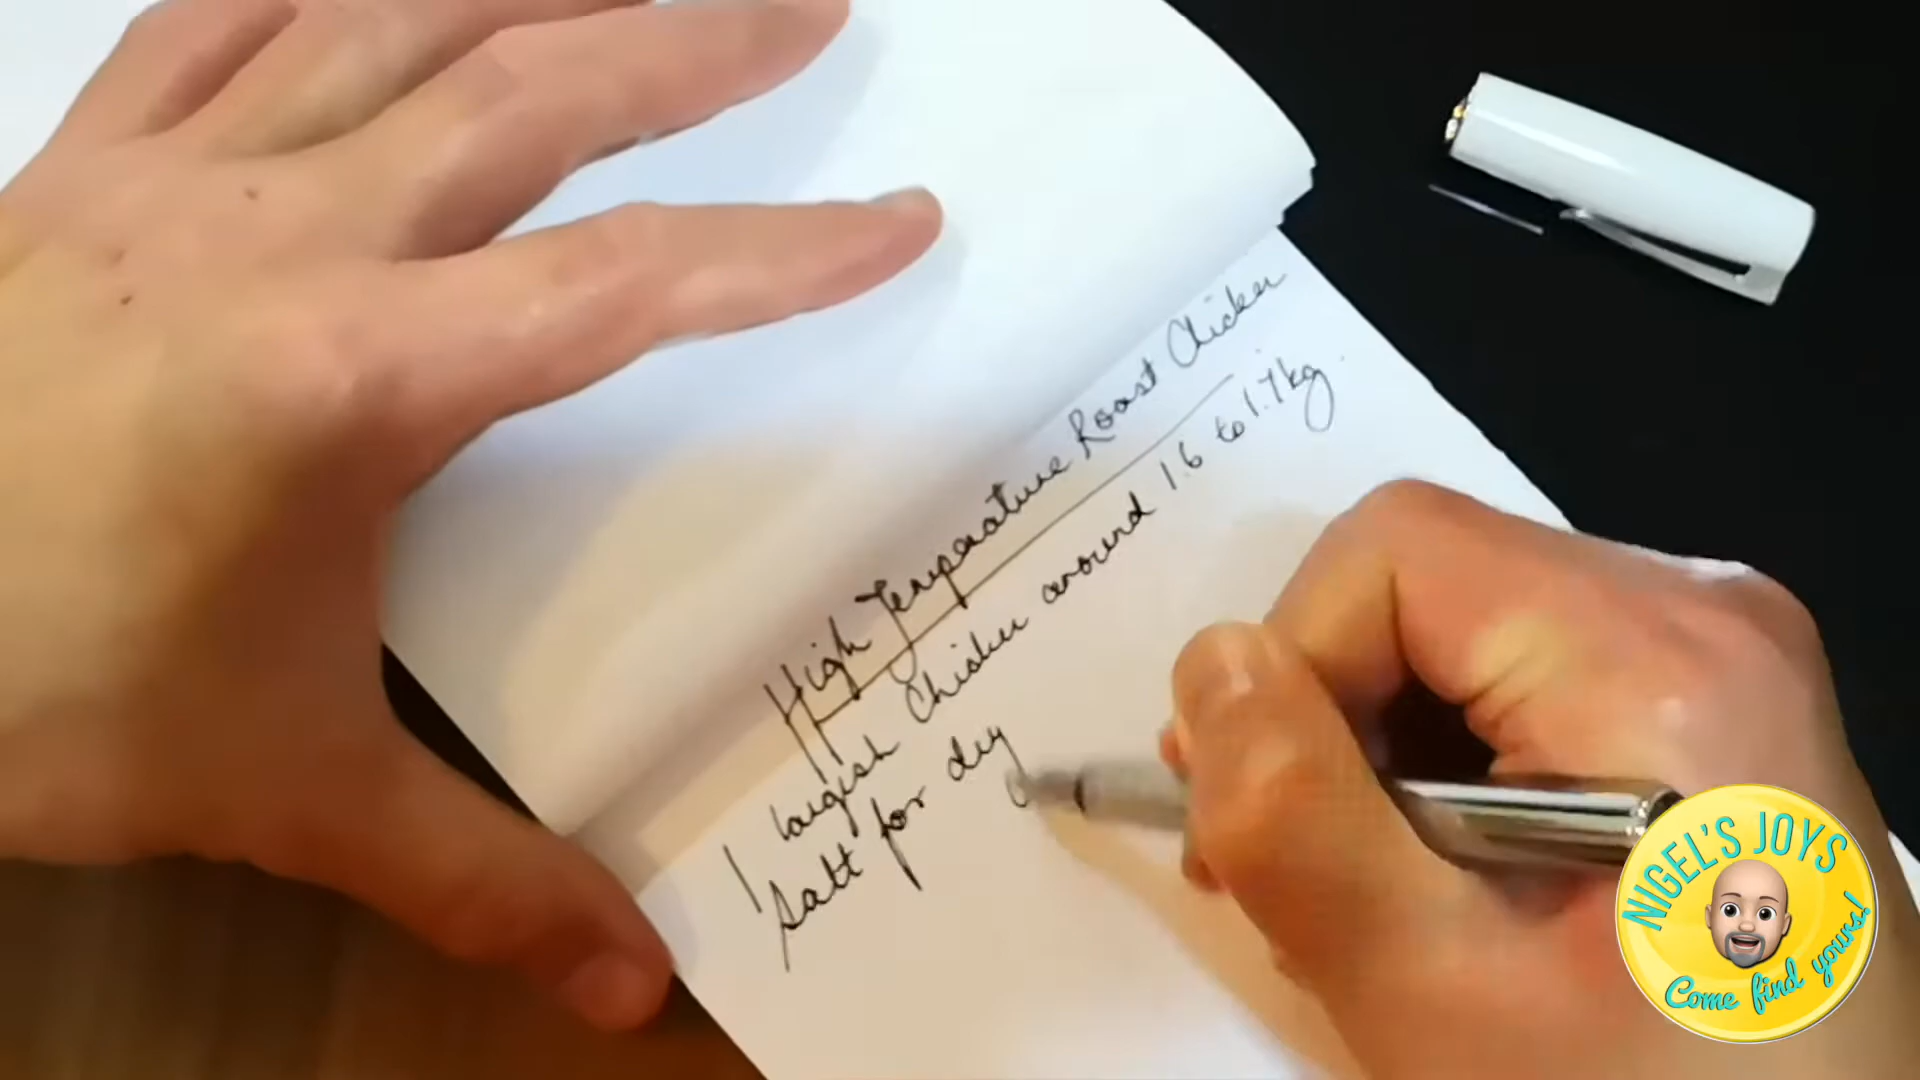 High Temperature Roast Chicken
1 largish Chicken around 1.6 to 1.7kg.
Salt for dry
NIGEL'S JOYS
Come find yours!